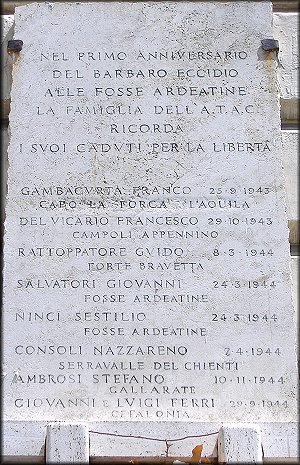 NEL PRIMO ANNIVERSARIO
DEL BARBARO ECCIDIO
ALLE FOSSE ARDEATINE
LA FAMIGLIA DELL'A.T.A.C.
RICORDA
I SUOI CADUTI PER LA LIBERTÀ
GAMBACURTA FRANCO 25-9-1943
CAPO LA TORCA L'AQUILA
DEL VICARIO FRANCESCO 29-10-1943
CAMPOLI APPENNINO
RATTOPPATORE GUIDO 8-3-1944
FORTE BRAVETTA
SALVATORI GIOVANNI 24-3-1944
FOSSE ARDEATINE
NINCI SESTILIO 24-3-1944
FOSSE ARDEATINE
CONSOLI NAZZARENO 7-4-1944
SERRAVALLE DEL CHIENTI
AMBROSI STEFANO 10-11-1944
GALLARATE
GIOVANNI E LUIGI FERRI 29-9-1944
CEFALONIA